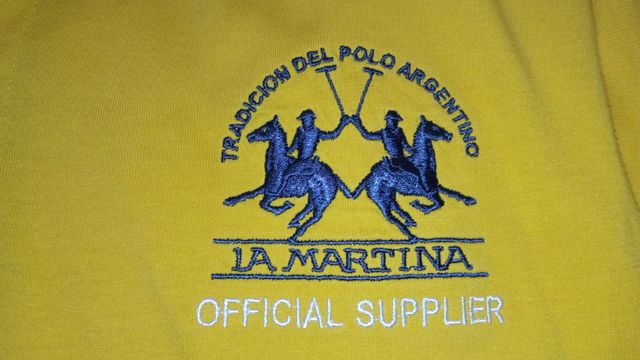 TRADICION DEL POLO ARGENTINO
LA MARTINA
OFFICIAL SUPPLIER